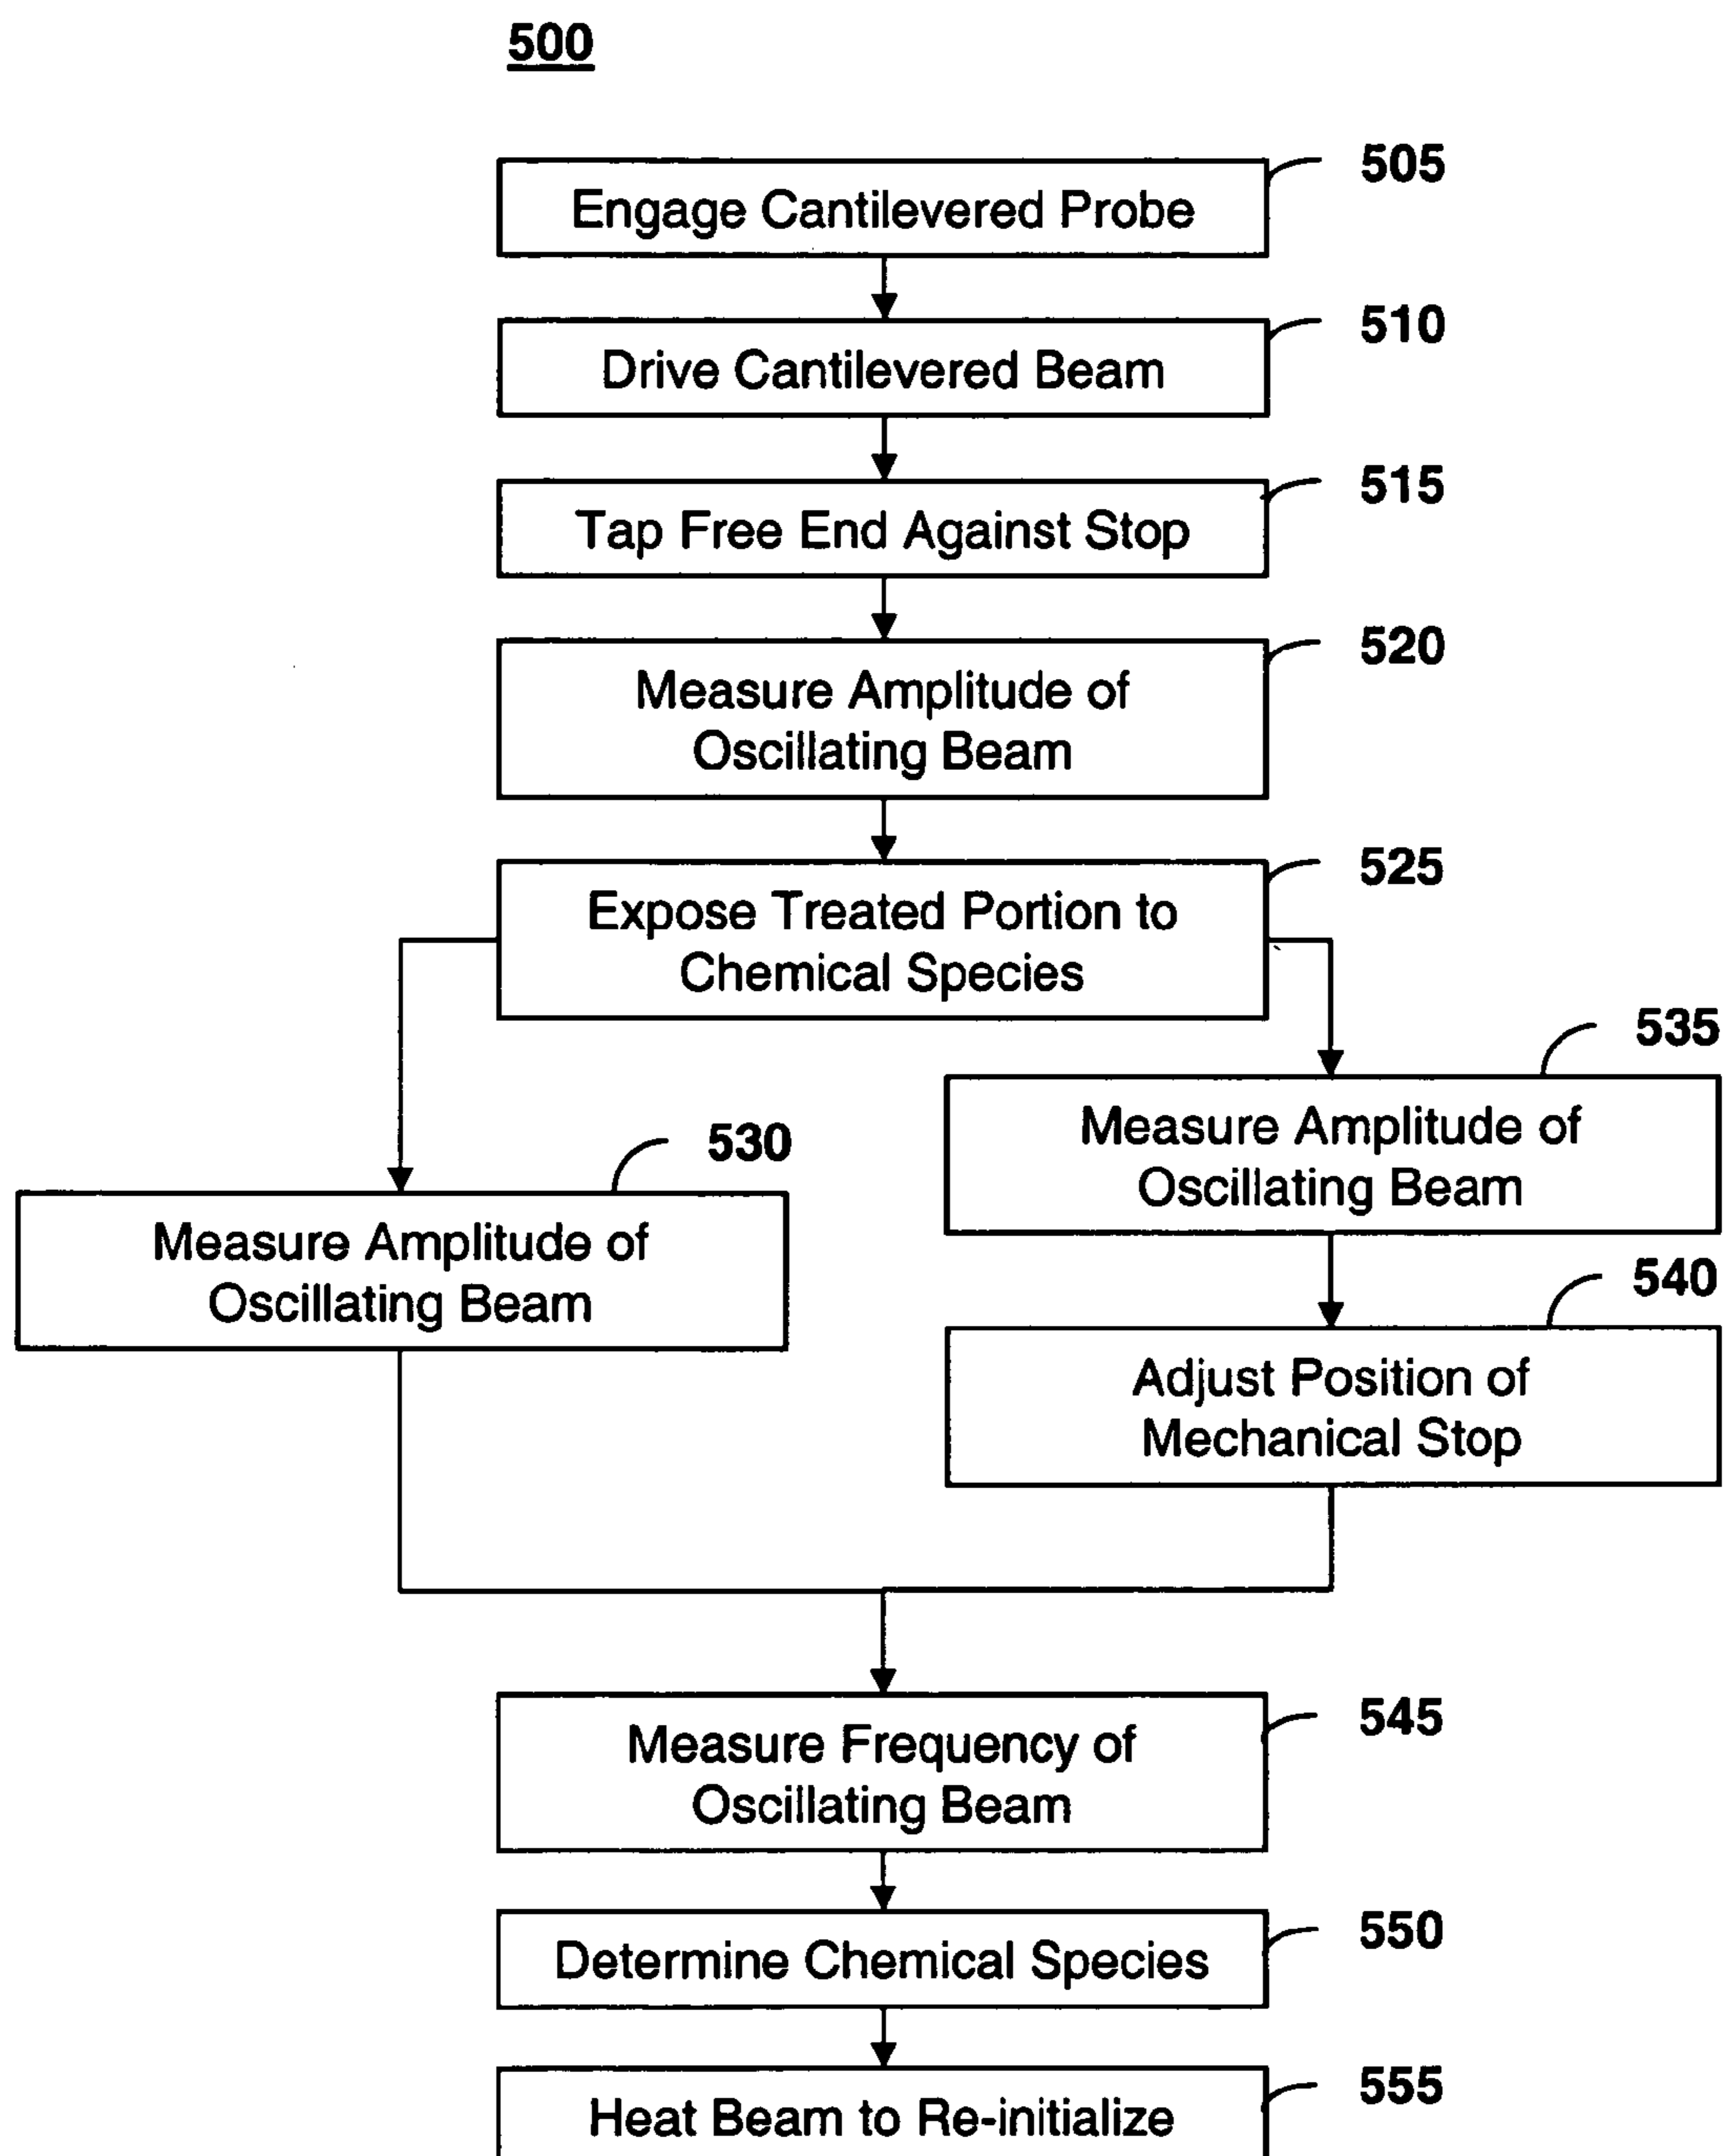 500
505
Engage Cantilevered Probe
510
Drive Cantilevered Beam
515
Tap Free End Against Stop
520
Measure Amplitude of
Oscillating Beam
525
Expose Treated Portion to
Chemical Species
535
Measure Amplitude of
Oscillating Beam
530
Measure Amplitude of
Oscillating Beam
540
Adjust Position of
Mechanical Stop
545
Measure Frequency of
Oscillating Beam
550
Determine Chemical Species
555
Heat Beam to Re-initialize